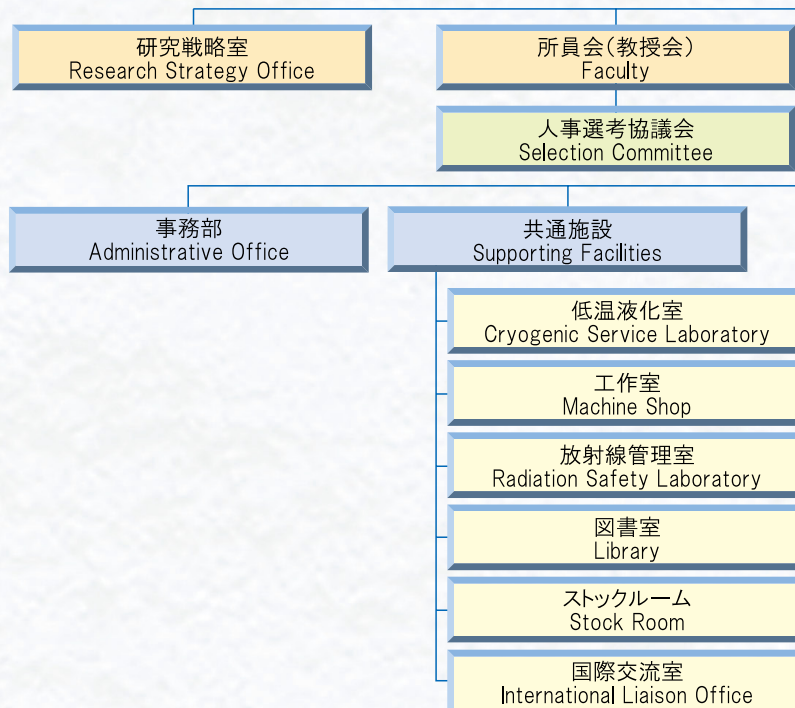 研究戦略室
Research Strategy Office
所員会（教授会）
Faculty
人事選考協議会
Selection Committee
事務部
Administrative Office
共通施設
Supporting Facilities
低温液化室
Cryogenic Service Laboratory
工作室
Machine Shop
放射線管理室
Radiation Safety Laboratory
図書室
Library
ストックルーム
Stock Room
国際交流室
International Liaison Office